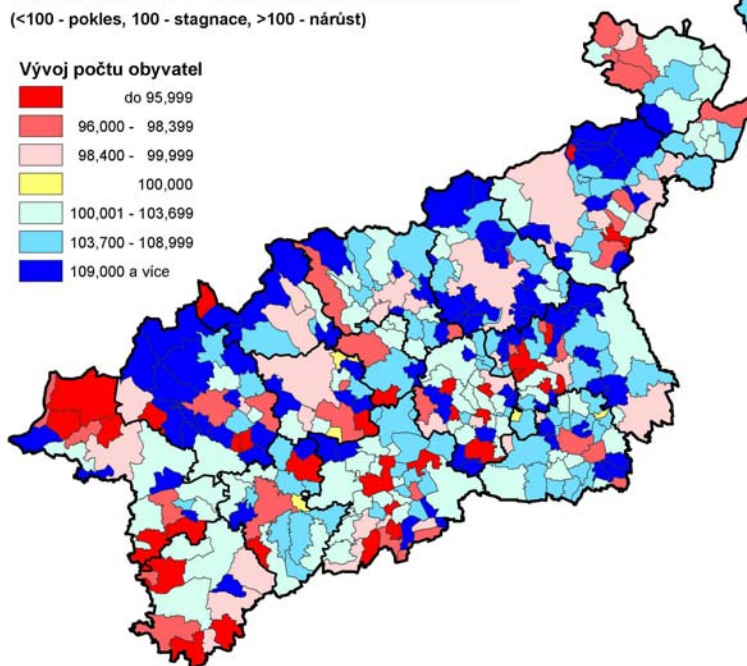 (<100 - pokles, 100 - stagnace, >100 - nárůst)
Vývoj počtu obyvatel
do 95,999
96,000 - 98,399
98,400 - 99,999
100,000
100,001 - 103,699
103,700 - 108,999
109,000 a více